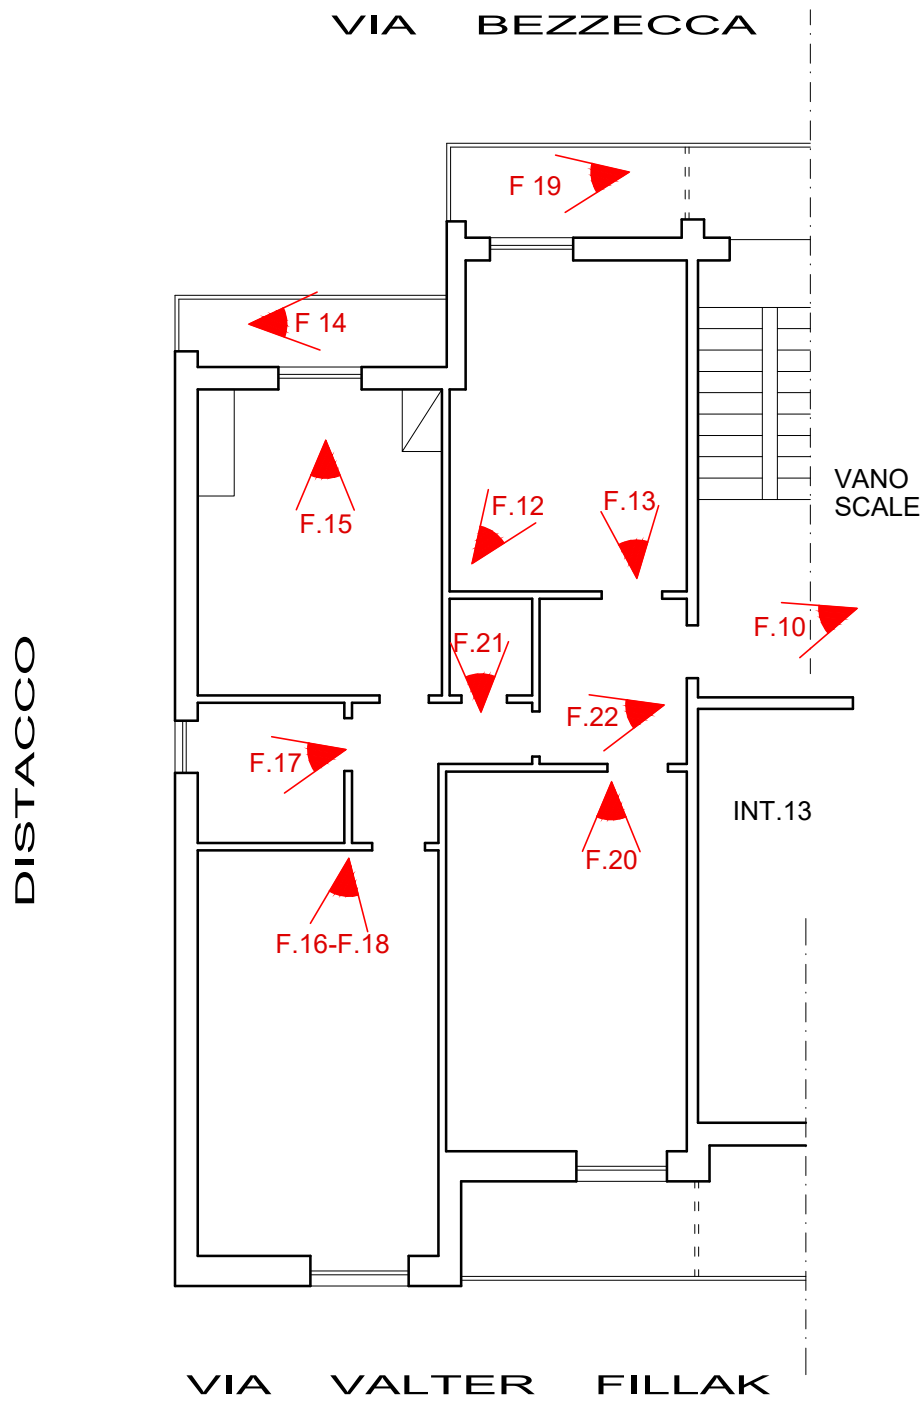 VIA BEZZECCA
F 19
F 14
VANO
SCALE
F.12
F.13
F.15
F.10
F.21
F.22
F.17
DISTACCO
INT.13
F.20
F.16-F.18
VIA VALTER FILLAK